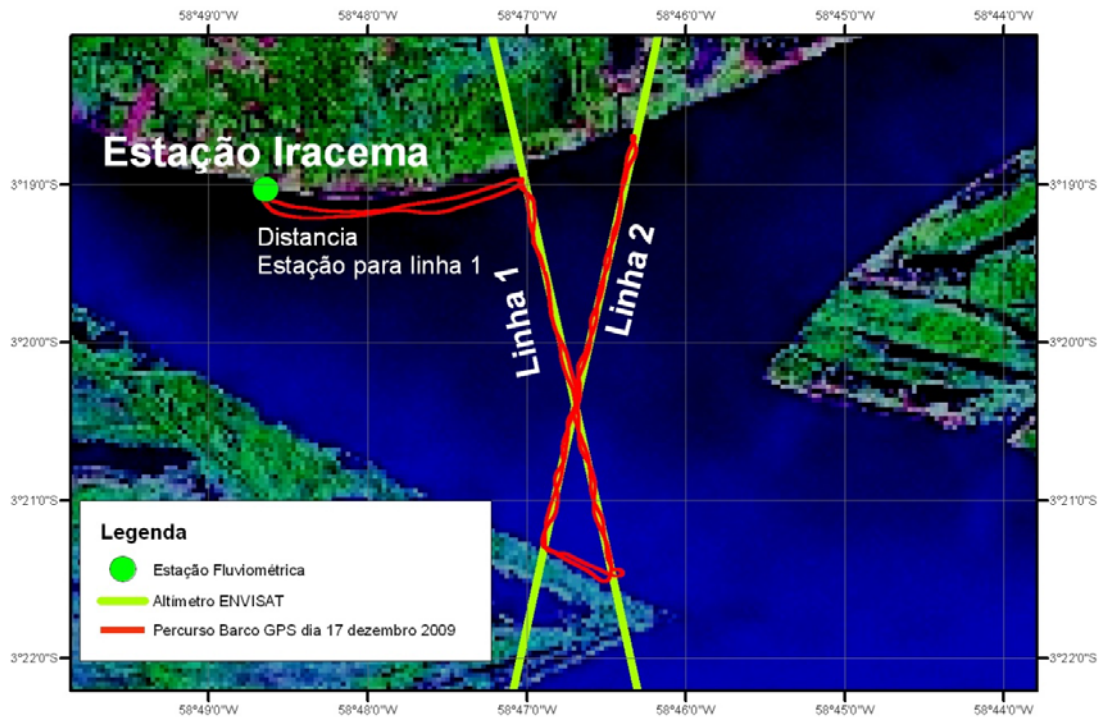 58°49'0"W 58°48'0"W 58°47'0"W 58°46'0"W 58°45'0"W 58°44'0"W
Estação Iracema
3°19'0"S 3°19'0"S
Distancia
Estação para linha 1
Linha 1
Linha 2
3°20'0"S 3°20'0"S
3°21'0"S 3°21'0"S
Legenda
Estação Fluviométrica
Altímetro ENVISAT
Percurso Barco GPS dia 17 dezembro 2009
3°22'0"S 3°22'0"S
58°49'0"W 58°48'0"W 58°47'0"W 58°46'0"W 58°45'0"W 58°44'0"W